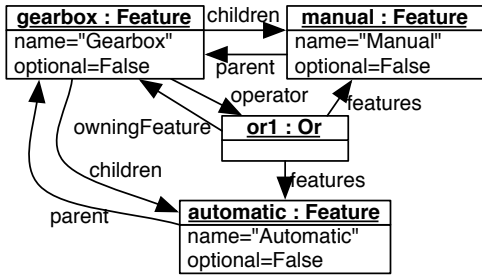 gearbox : Feature
children
manual : Feature
name="Gearbox"
optional=False
name="Manual"
optional=False
parent
operator
features
owningFeature
or1 : Or
children
features
parent
automatic : Feature
name="Automatic"
optional=False